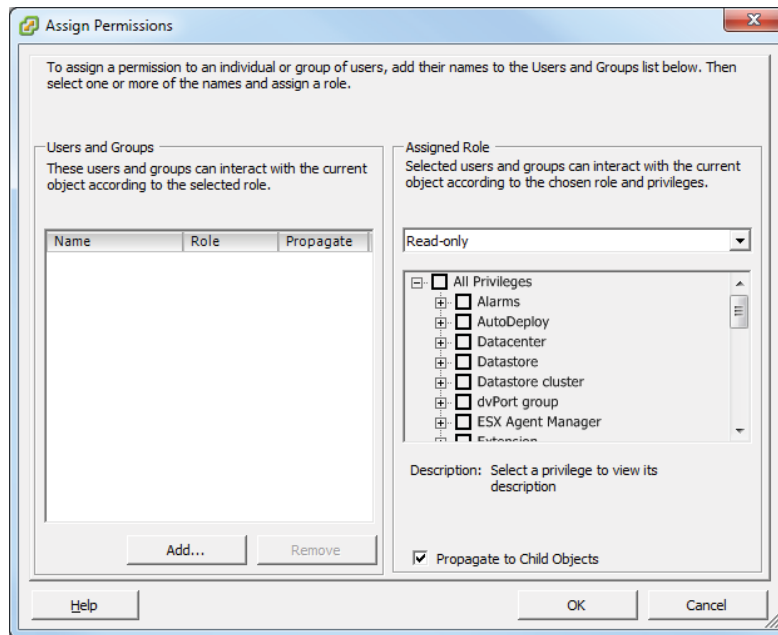 Assign Permissions
To assign a permission to an individual or group of users, add their names to the Users and Groups list below. Then
select one or more of the names and assign a role.
Users and Groups
These users and groups can interact with the current
object according to the selected role.
Name Role Propagate
Add...
Remove
Assigned Role
Selected users and groups can interact with the current
object according to the chosen role and privileges.
Read-only
All Privileges
Alarms
AutoDeploy
Datacenter
Datastore
Datastore cluster
dvPort group
ESX Agent Manager
Extension
Description: Select a privilege to view its
description
Propagate to Child Objects
Help
OK
Cancel